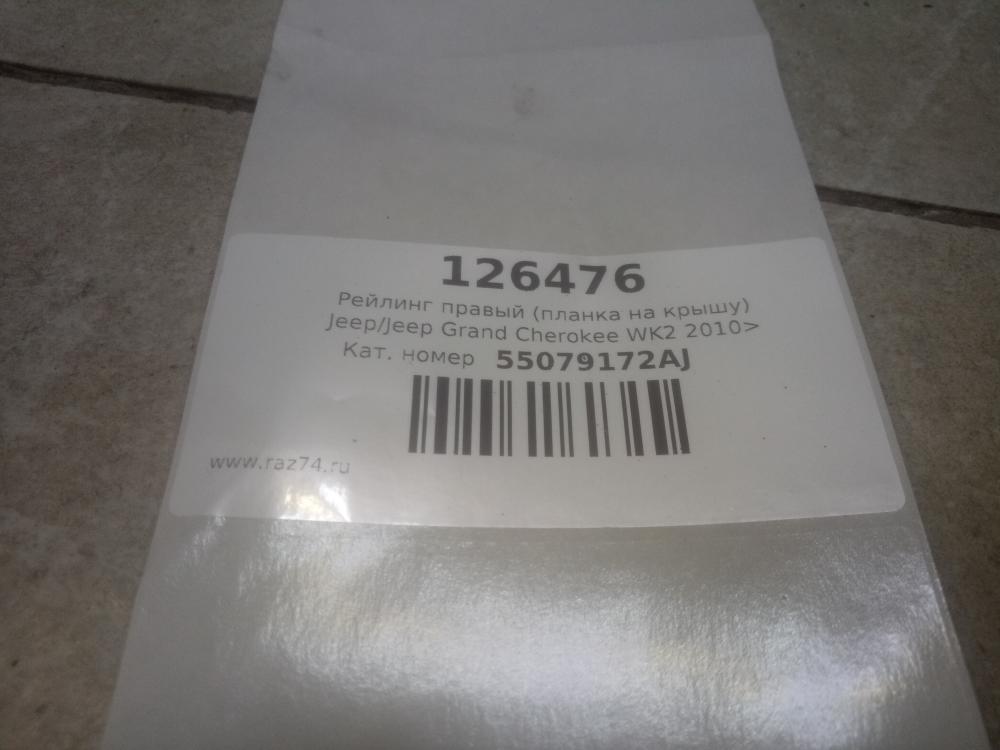 126476
Рейлинг правый (планка на крышу)
Jeep/Jeep Grand Cherokee WK2 2010>
Кат. номер 55079172AJ
www.raz74.ru